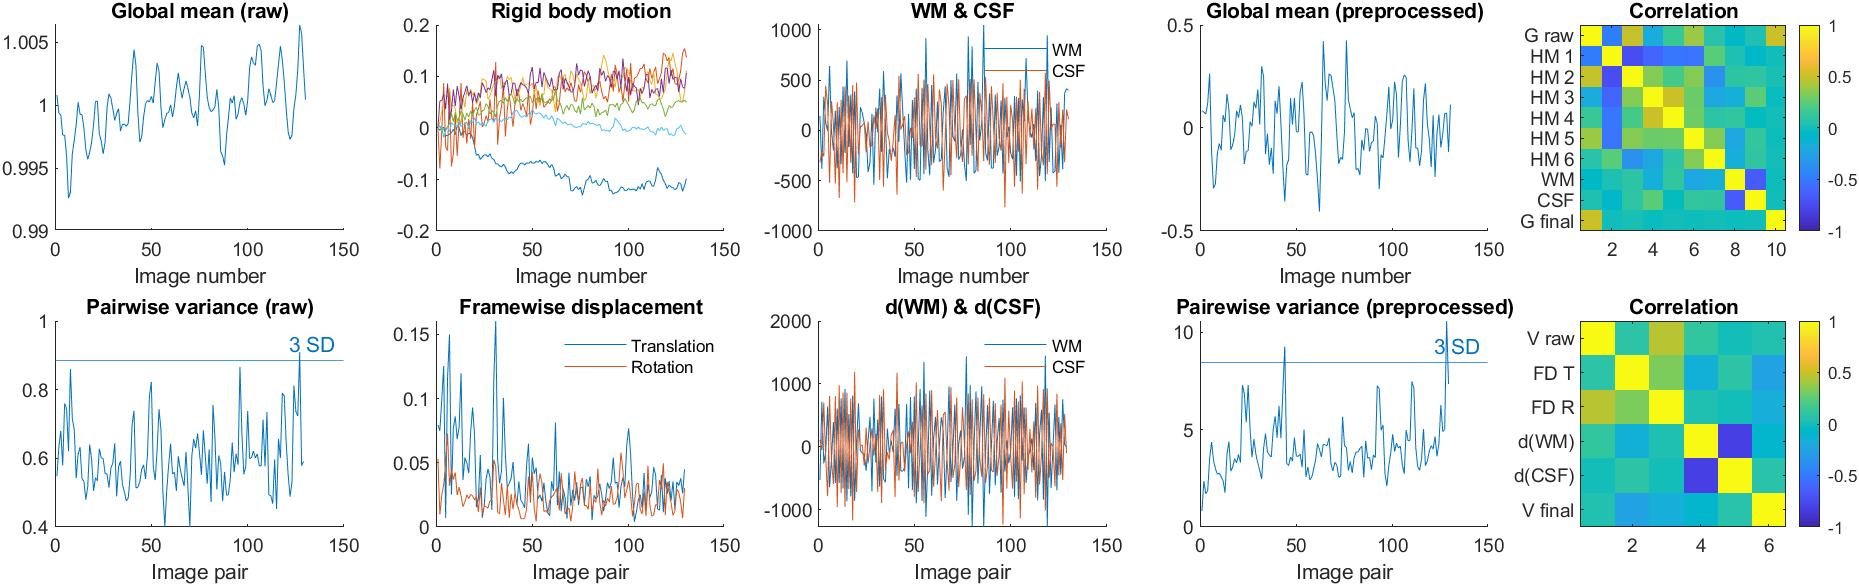 Global mean (raw)
1.005
1
0.995
0.99
0
50
100
150
Image number
Rigid body motion
0.2
0.1
0
-0.1
-0.2
0
50
100
150
Image number
WM & CSF
1000
500
0
-500
-1000
WM
CSF
0
50
100
150
Image number
Global mean (preprocessed)
0.5
0
-0.5
0
50
100
150
Image number
Correlation
G raw
HM 1
HM 2
HM 3
HM 4
HM 5
HM 6
WM
CSF
G final
2
4
6
8
10
1
0.5
0
-0.5
-1
Pairwise variance (raw)
1
0.8
0.6
0.4
3 SD
0
50
100
150
Image pair
Framewise displacement
0.15
0.1
0.05
0
Translation
Rotation
0
50
100
150
Image pair
d(WM) & d(CSF)
2000
1000
0
-1000
WM
CSF
0
50
100
150
Image pair
Pairewise variance (preprocessed)
10
5
0
3 SD
0
50
100
150
Image pair
Correlation
V raw
FD T
FD R
d(WM)
d(CSF)
V final
2
4
6
1
0.5
0
-0.5
-1